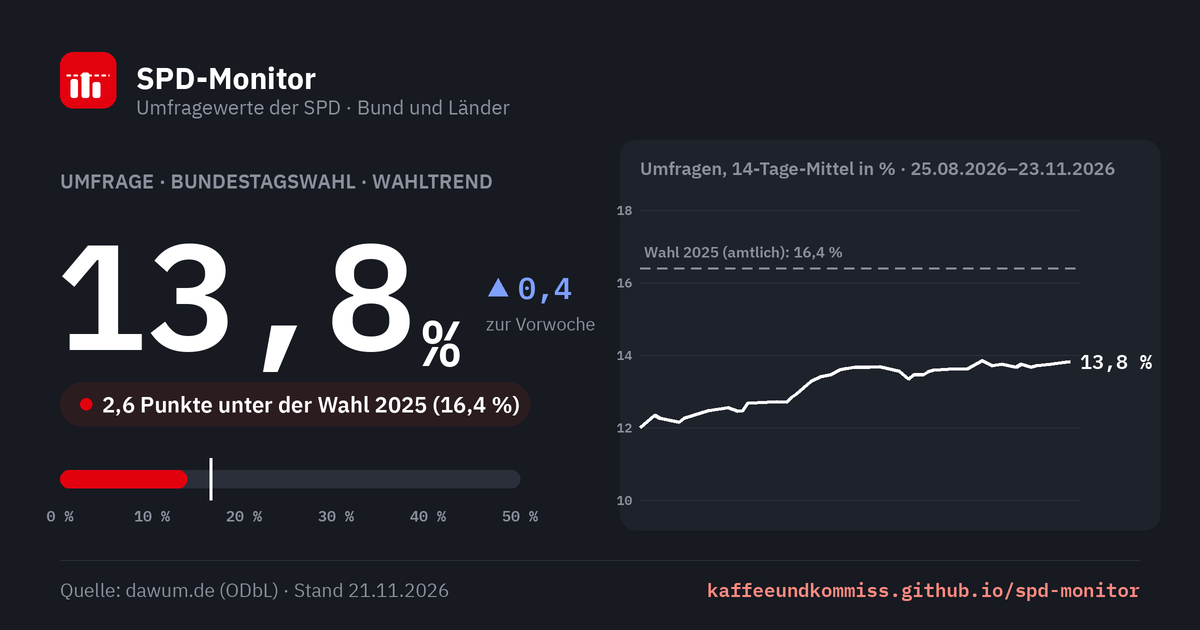 SPD-Monitor
Umfragewerte der SPD · Bund und Länder
UMFRAGE · BUNDESTAGSWAHL · WAHLTREND
13,8 %
▲ 0,4
zur Vorwoche
2,6 Punkte unter der Wahl 2025 (16,4 %)
0 % 10 % 20 % 30 % 40 % 50 %
Umfragen, 14-Tage-Mittel in % · 25.08.2026–23.11.2026
18
Wahl 2025 (amtlich): 16,4 %
16
14
13,8 %
12
10
Quelle: dawum.de (ODbL) · Stand 21.11.2026
kaffeeundkommiss.github.io/spd-monitor